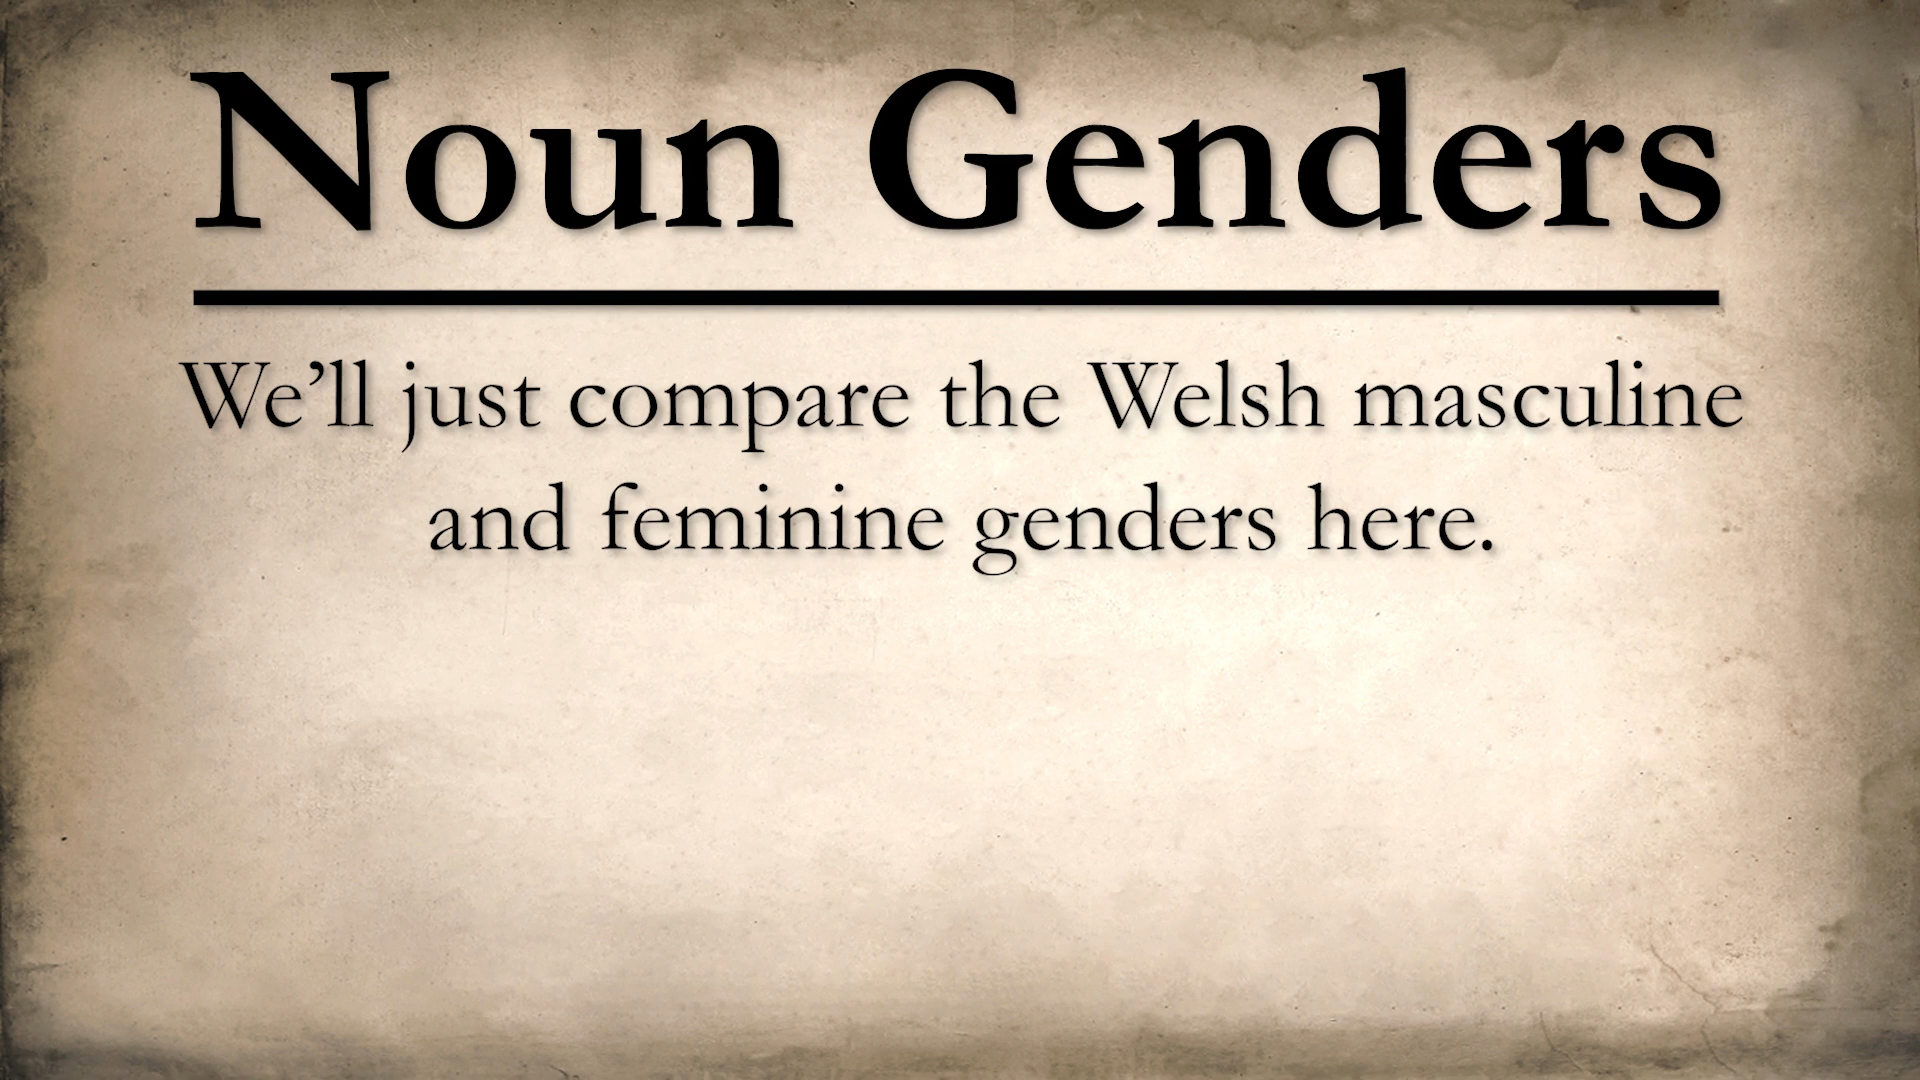 Noun Genders
We’ll just compare the Welsh masculine
and feminine genders here.